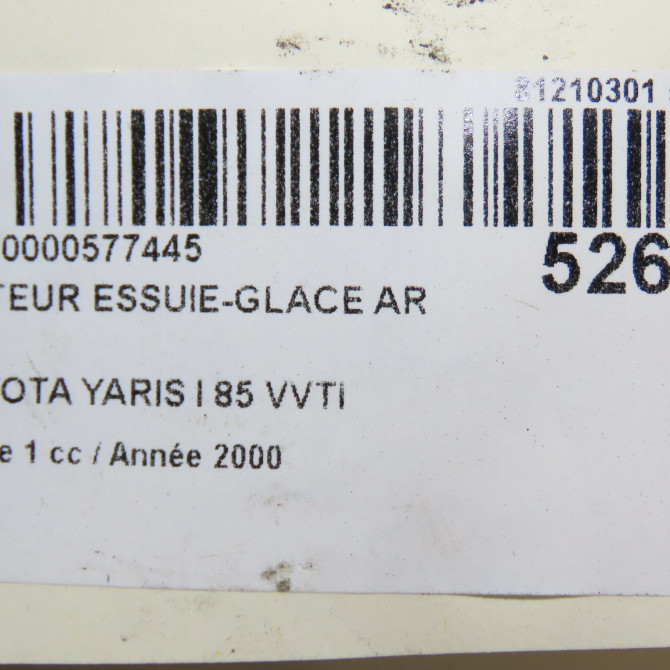 81210301
0000577445
526
TEUR ESSUIE-GLACE AR
OTA YARIS I 85 VVTI
e 1 cc / Année 2000